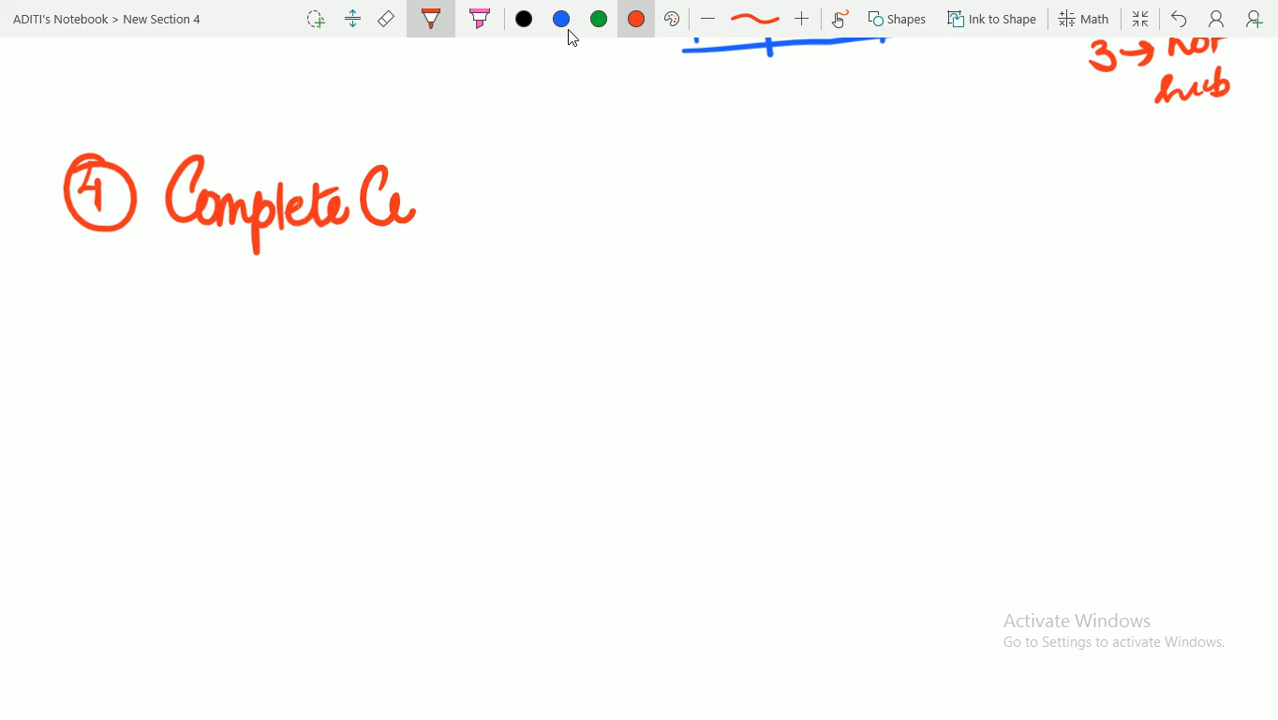 ADITI's Notebook > New Section 4
Shapes
Ink to Shape
Math
3 → Not
hub
4 Complete Ce
Activate Windows
Go to Settings to activate Windows.